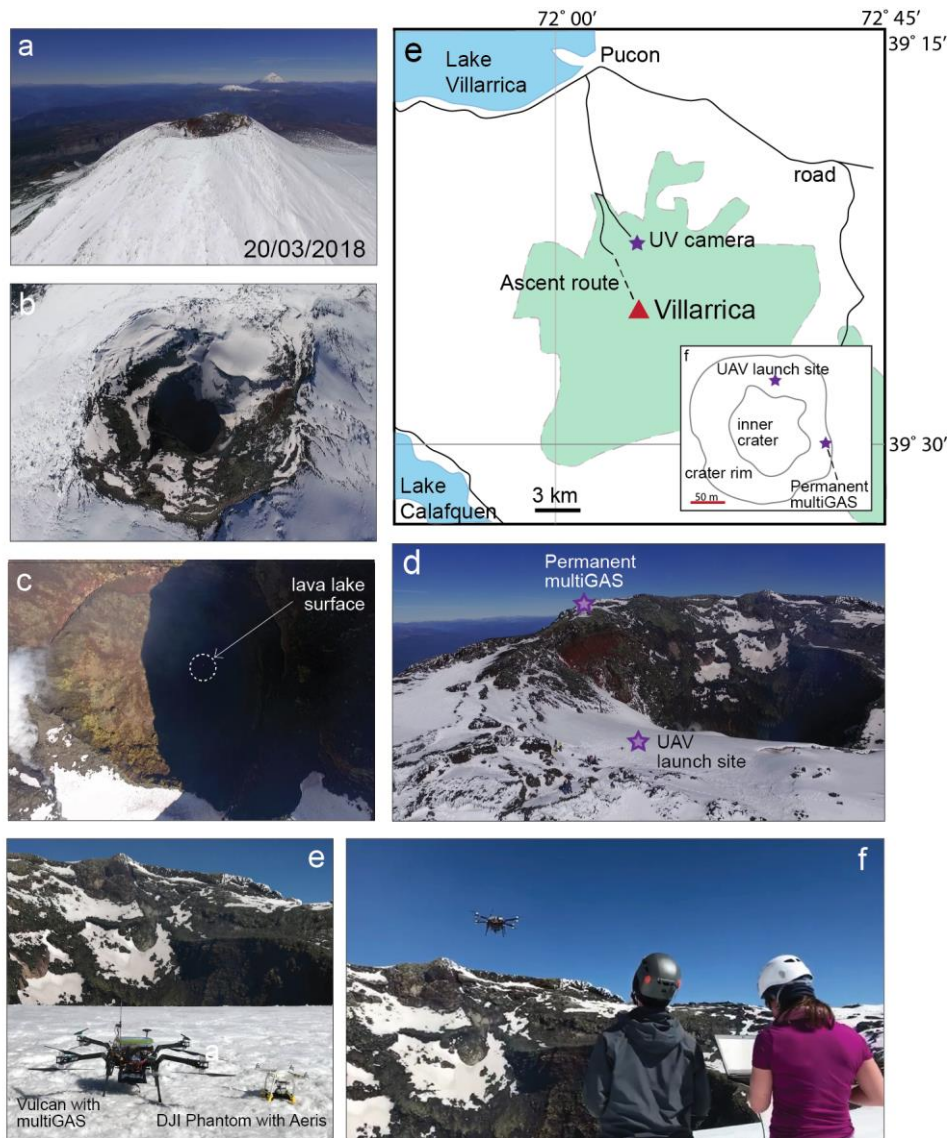 a
20/03/2018
b
c
lava lake
surface
72° 00′
72° 45′
39° 15′
e
Lake
Villarrica
Pucon
road
UV camera
Ascent route
Villarrica
f
UAV launch site
inner
crater
crater rim
50 m
Permanent
multiGAS
39° 30′
Lake
Calafquen
3 km
d
Permanent
multiGAS
UAV
launch site
e
a
Vulcan with
multiGAS
DJI Phantom with Aeris
f